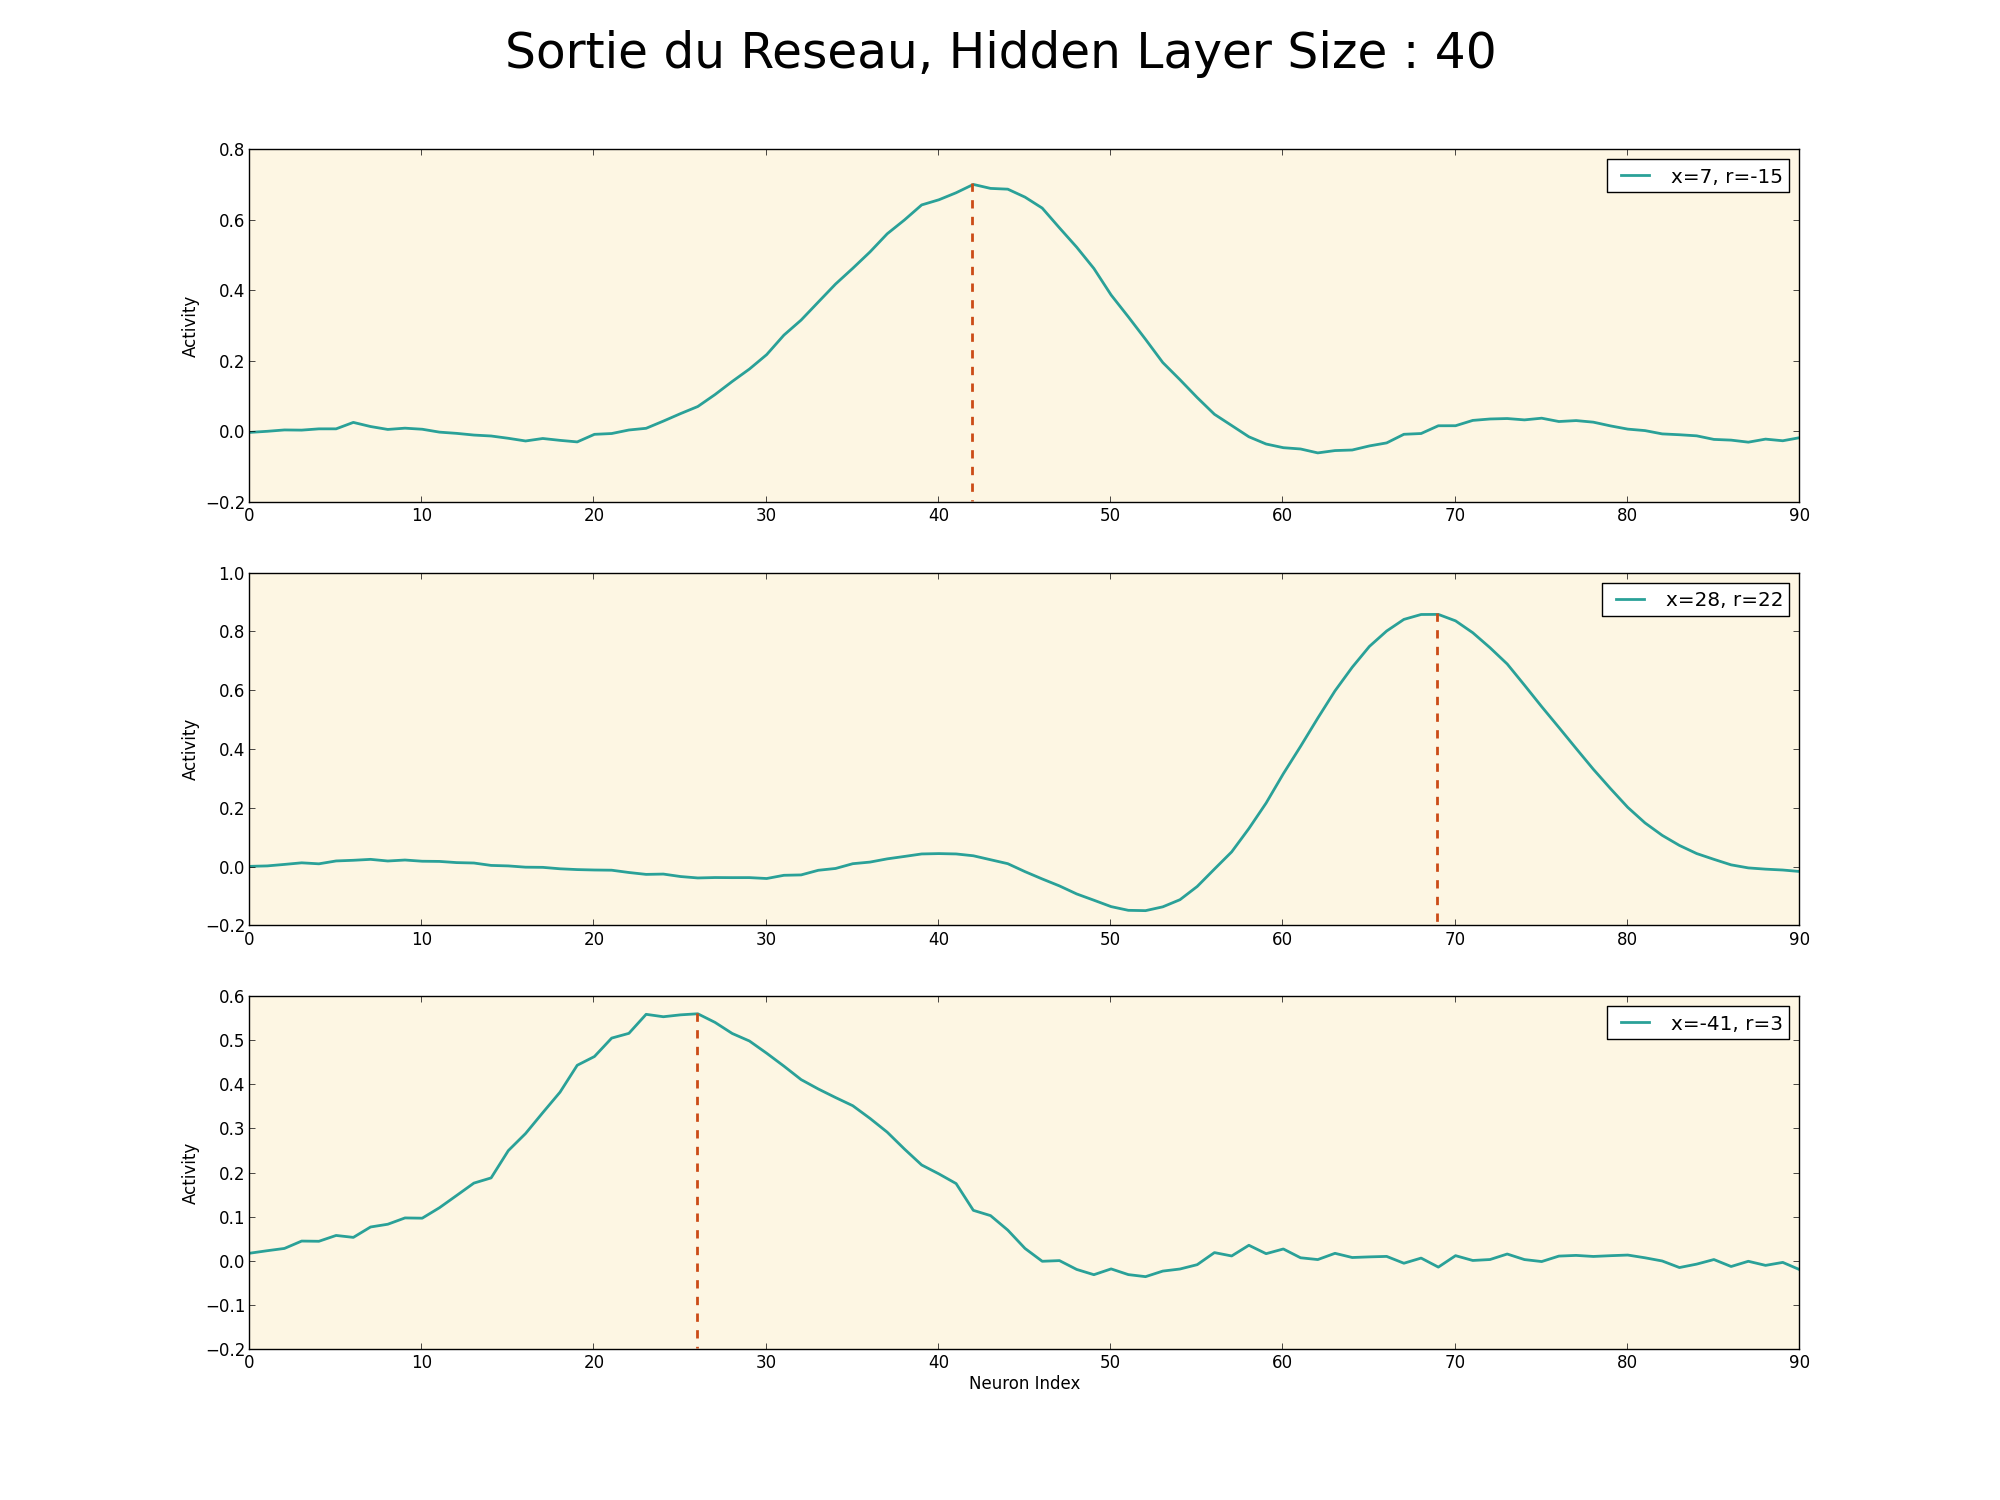 Sortie du Reseau, Hidden Layer Size : 40
0.8
0.6
0.4
0.2
0.0
−0.2
Activity
x=7, r=-15
0 10 20 30 40 50 60 70 80 90
1.0
0.8
0.6
0.4
0.2
0.0
−0.2
Activity
x=28, r=22
0 10 20 30 40 50 60 70 80 90
0.6
0.5
0.4
0.3
0.2
0.1
0.0
−0.1
−0.2
Activity
x=-41, r=3
0 10 20 30 40 50 60 70 80 90
Neuron Index